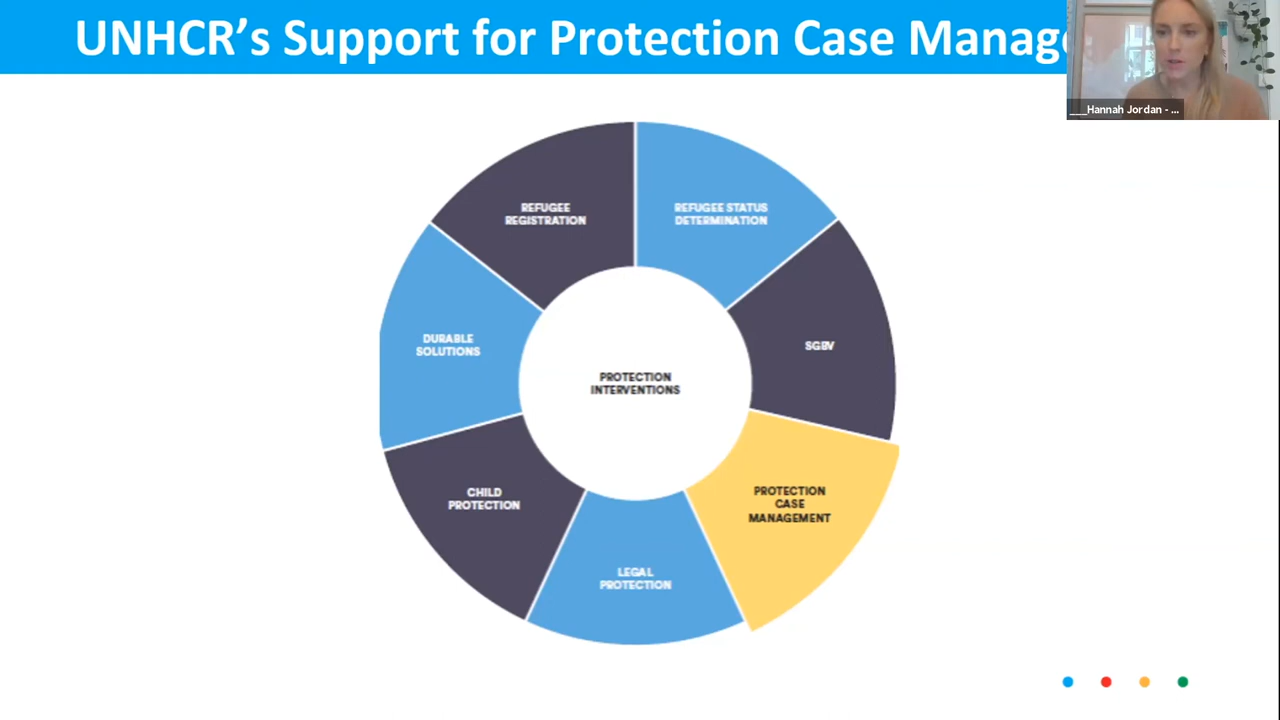 UNHCR's Support for Protection Case Manag
___Hannah Jordan - ...
REFUGEE
REGISTRATION
REFUGEE STATUS
DETERMINATION
DURABLE
SOLUTIONS
SGBV
PROTECTION
INTERVENTIONS
CHILD
PROTECTION
PROTECTION
CASE
MANAGEMENT
LEGAL
PROTECTION